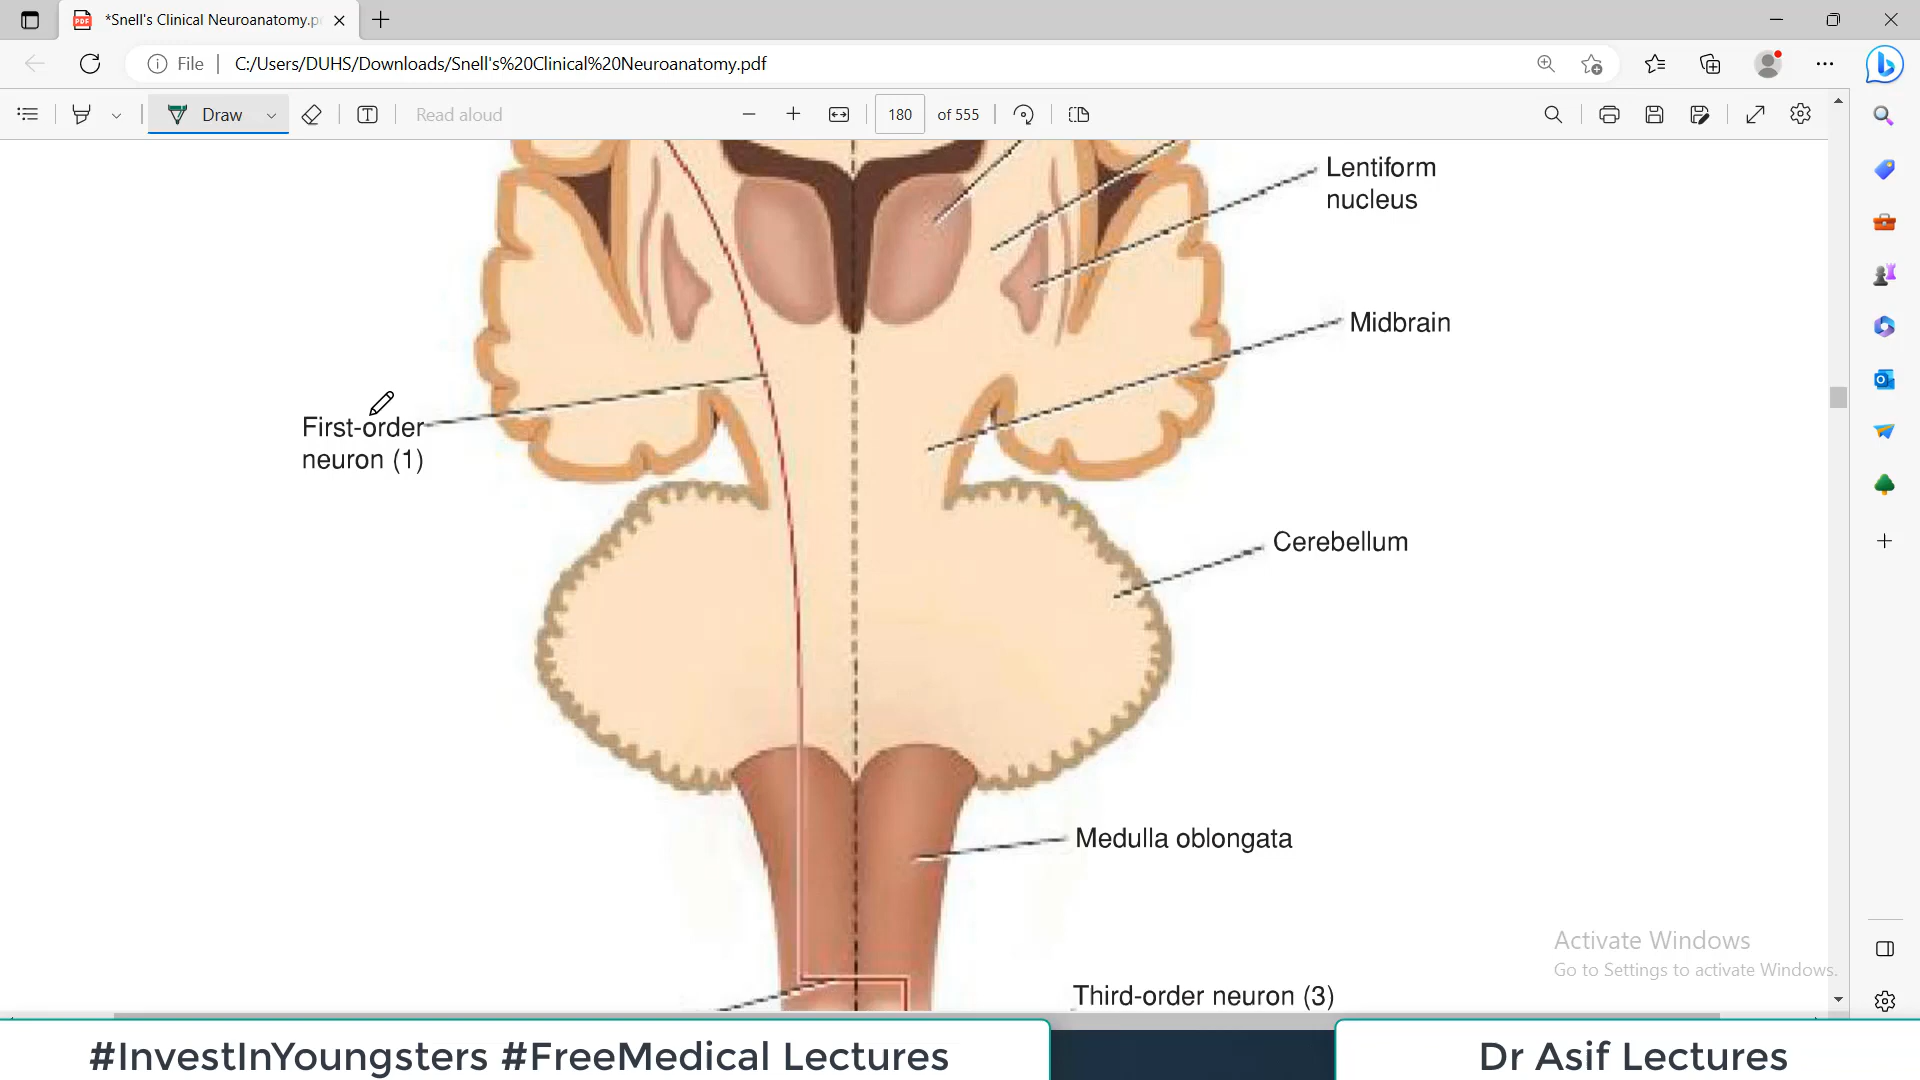 *Snell's Clinical Neuroanatomy.p
File
C:/Users/DUHS/Downloads/Snell's%20Clinical%20Neuroanatomy.pdf
Draw
Read aloud
180
of 555
Lentiform
nucleus
Midbrain
First-order
neuron (1)
Cerebellum
Medulla oblongata
Third-order neuron (3)
Activate Windows
Go to Settings to activate Windows.
#InvestInYoungsters #FreeMedical Lectures
Dr Asif Lectures